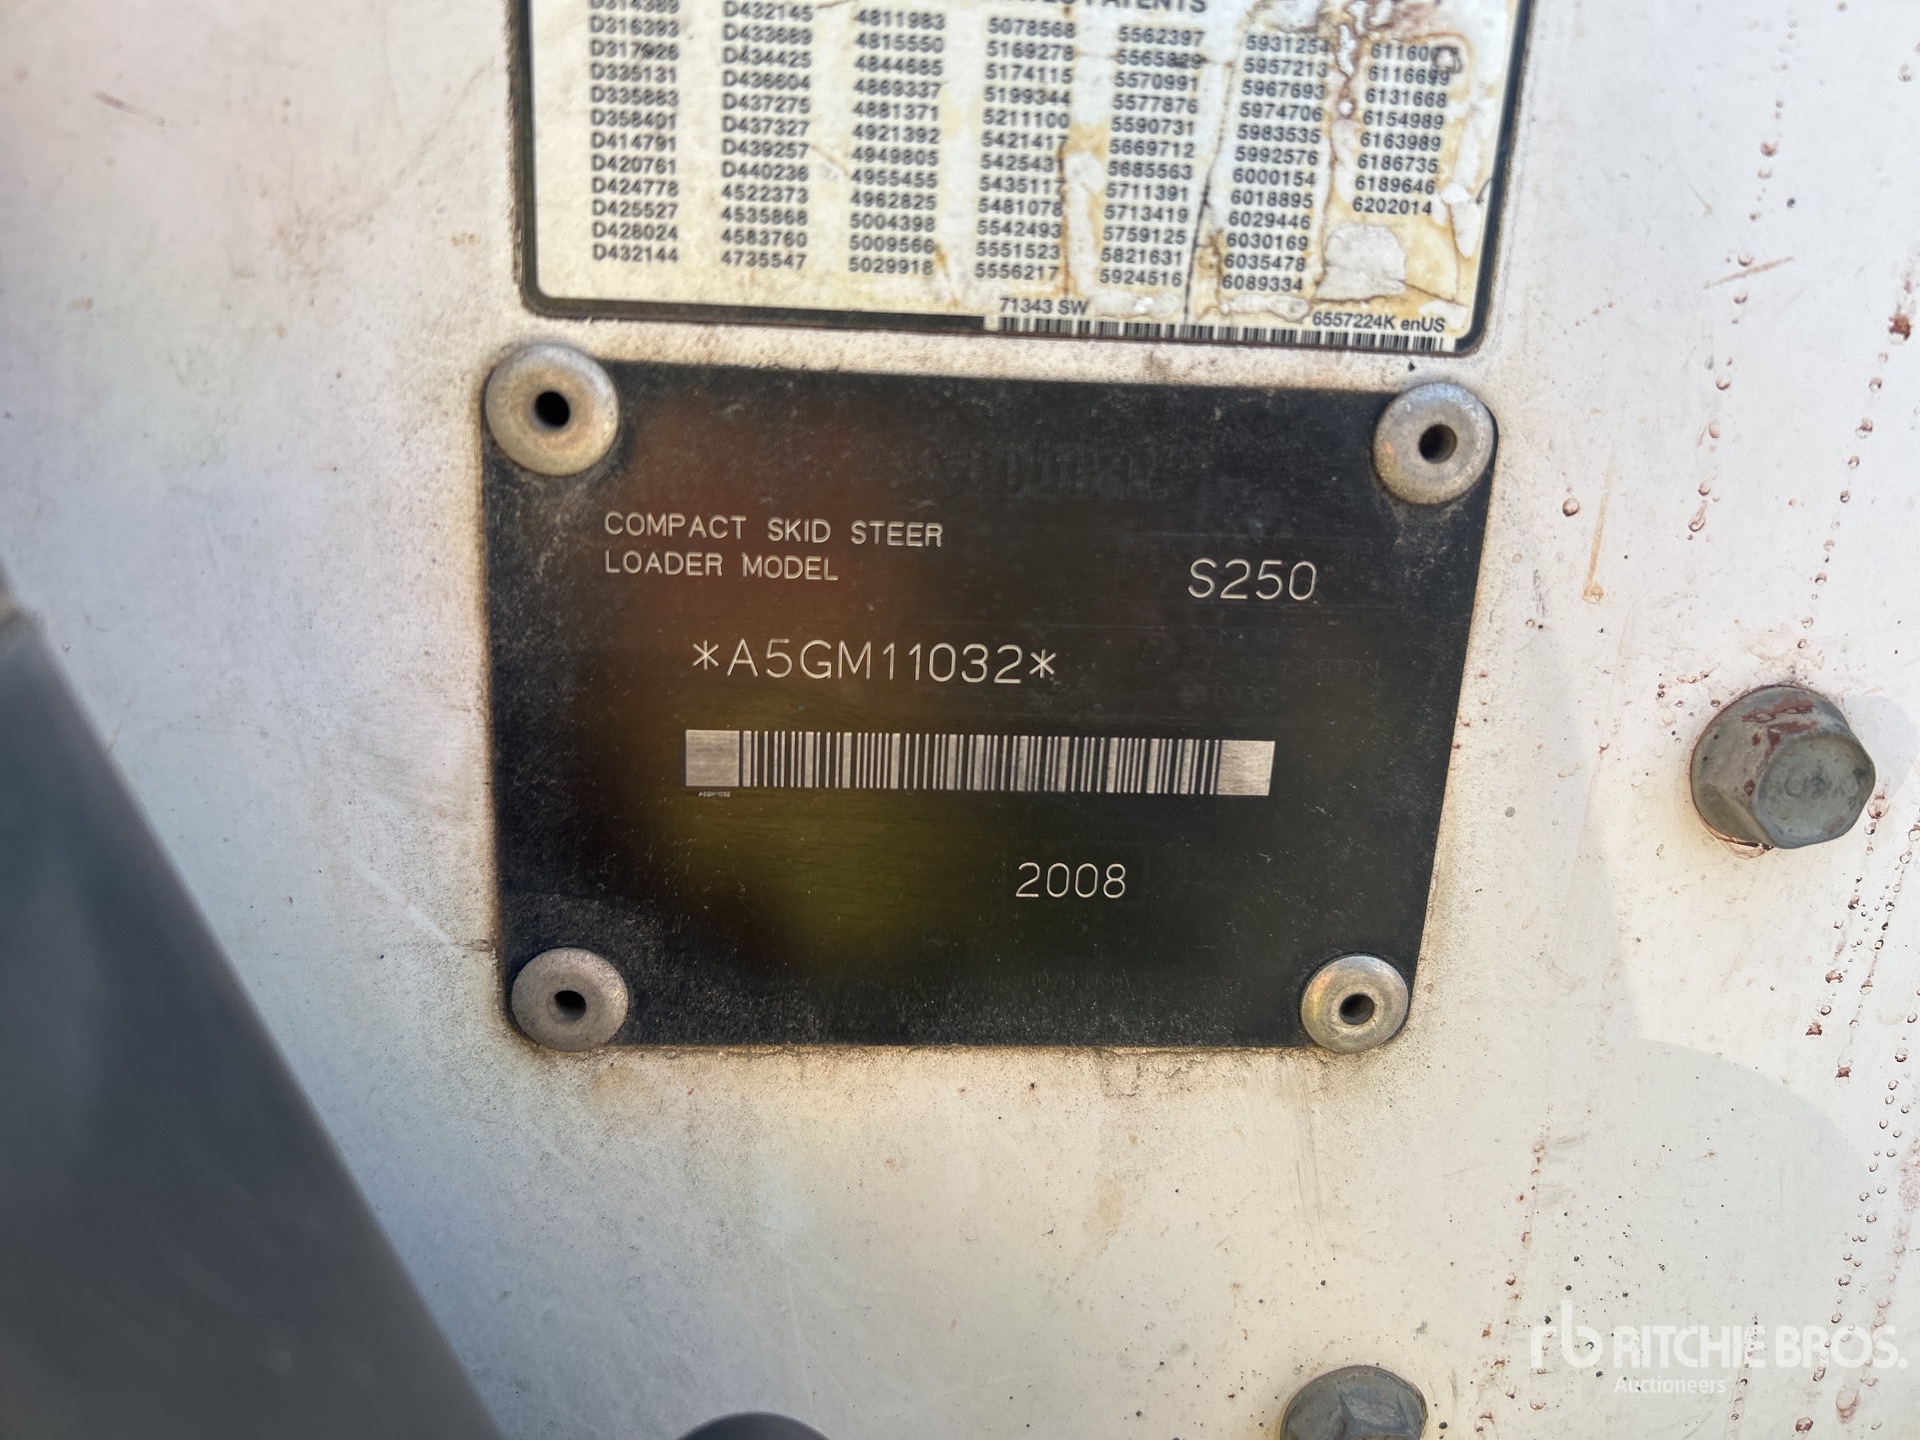 PATENTS
D314389 D432145 4811983 5078568 5562397 5931254
D316393 D433689 4815550 5169278 5957213 6116699
D317926 D434425 4844685 5174115 5570991 5967693 6131668
D335131 D436604 4869337 5199344 5577876 5974706 6154989
D335883 D437275 4881371 5211100 5590731 5983535 6163989
D358401 D437327 4921392 5421417 5669712 5992576 6186735
D414791 D439257 4949805 5425431 5685563 6000154 6189646
D420761 D440236 4955455 5435117 5711391 6018895 6202014
D424778 4522373 4962825 5481078 5713419 6029446
D425527 4535868 5004398 5542493 5759125 6030169
D428024 4583760 5009566 5551523 5821631 6035478
D432144 4735547 5029918 5556217 5924516 6089334
71343 SW 6557224K enUS
COMPACT SKID STEER
LOADER MODEL S250
*A5GM11032*
A5GM11032
2008
rb RITCHIE BROS.
Auctioneers